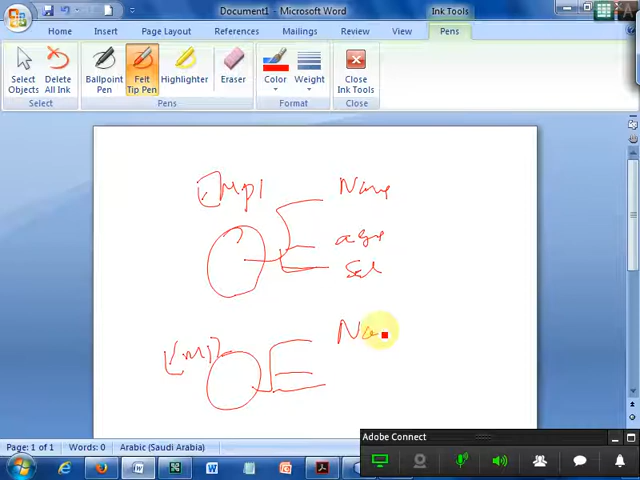 Document1 - Microsoft Word
Ink Tools
Home Insert Page Layout References Mailings Review View Pens
Select Objects
Delete All Ink
Ballpoint Pen
Felt Tip Pen
Highlighter
Eraser
Color
Weight
Close Ink Tools
Select Pens Format Close
Emp1 Name
age
Sal
Na
Page: 1 of 1 Words: 0 Arabic (Saudi Arabia)
Adobe Connect